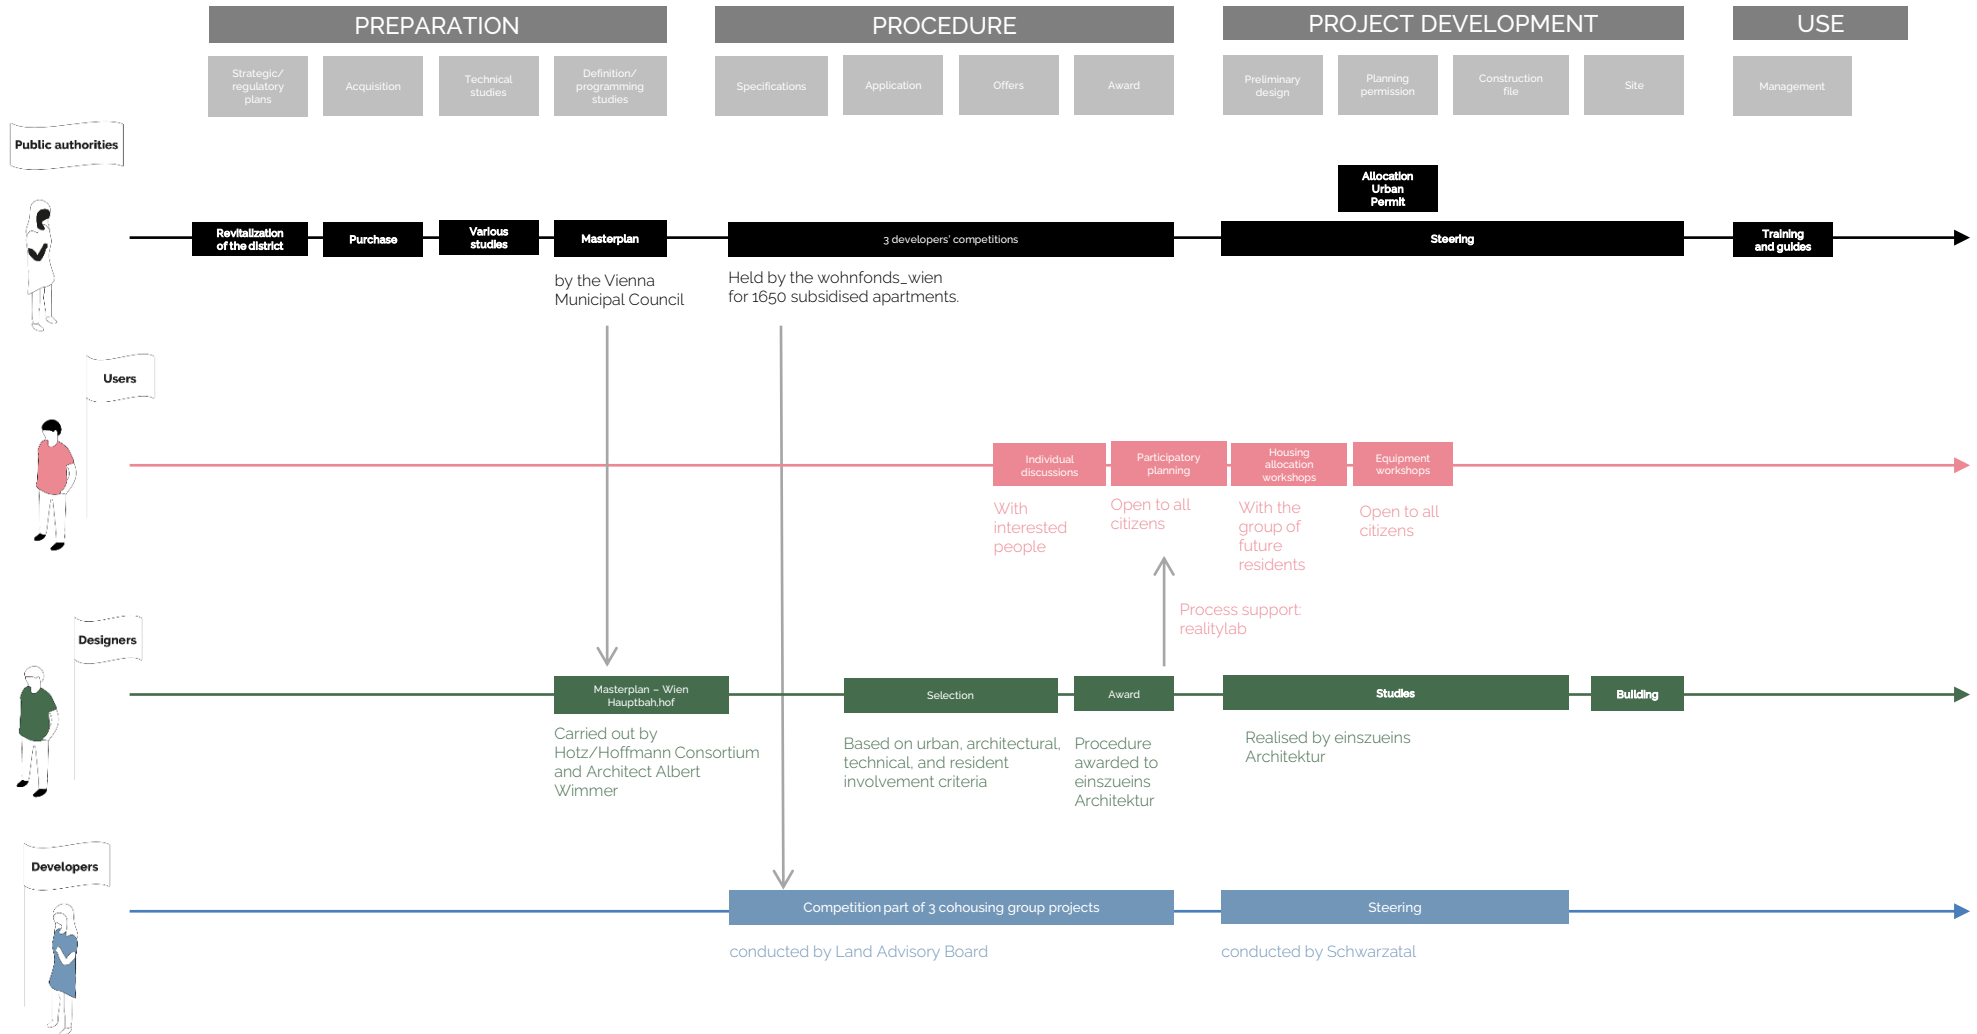 PREPARATION
PROCEDURE
PROJECT DEVELOPMENT
USE
Strategic/
regulatory
plans
Acquisition
Technical
studies
Definition/
programming
studies
Specifications
Application
Offers
Award
Preliminary
design
Planning
permission
Construction
file
Site
Management
Public authorities
Allocation
Urban
Permit
Revitalization
of the district
Purchase
Various
studies
Masterplan
3 developers' competitions
Steering
Training
and guides
by the Vienna
Municipal Council
Held by the wohnfonds_wien
for 1650 subsidised apartments.
Users
Individual
discussions
Participatory
planning
Housing
allocation
workshops
Equipment
workshops
With
interested
people
Open to all
citizens
With the
group of
future
residents
Open to all
citizens
Process support:
realitylab
Designers
Masterplan – Wien
Hauptbah,hof
Selection
Award
Studies
Building
Carried out by
Hotz/Hoffmann Consortium
and Architect Albert
Wimmer
Based on urban, architectural,
technical, and resident
involvement criteria
Procedure
awarded to
einszueins
Architektur
Realised by einszueins
Architektur
Developers
Competition part of 3 cohousing group projects
Steering
conducted by Land Advisory Board
conducted by Schwarzatal